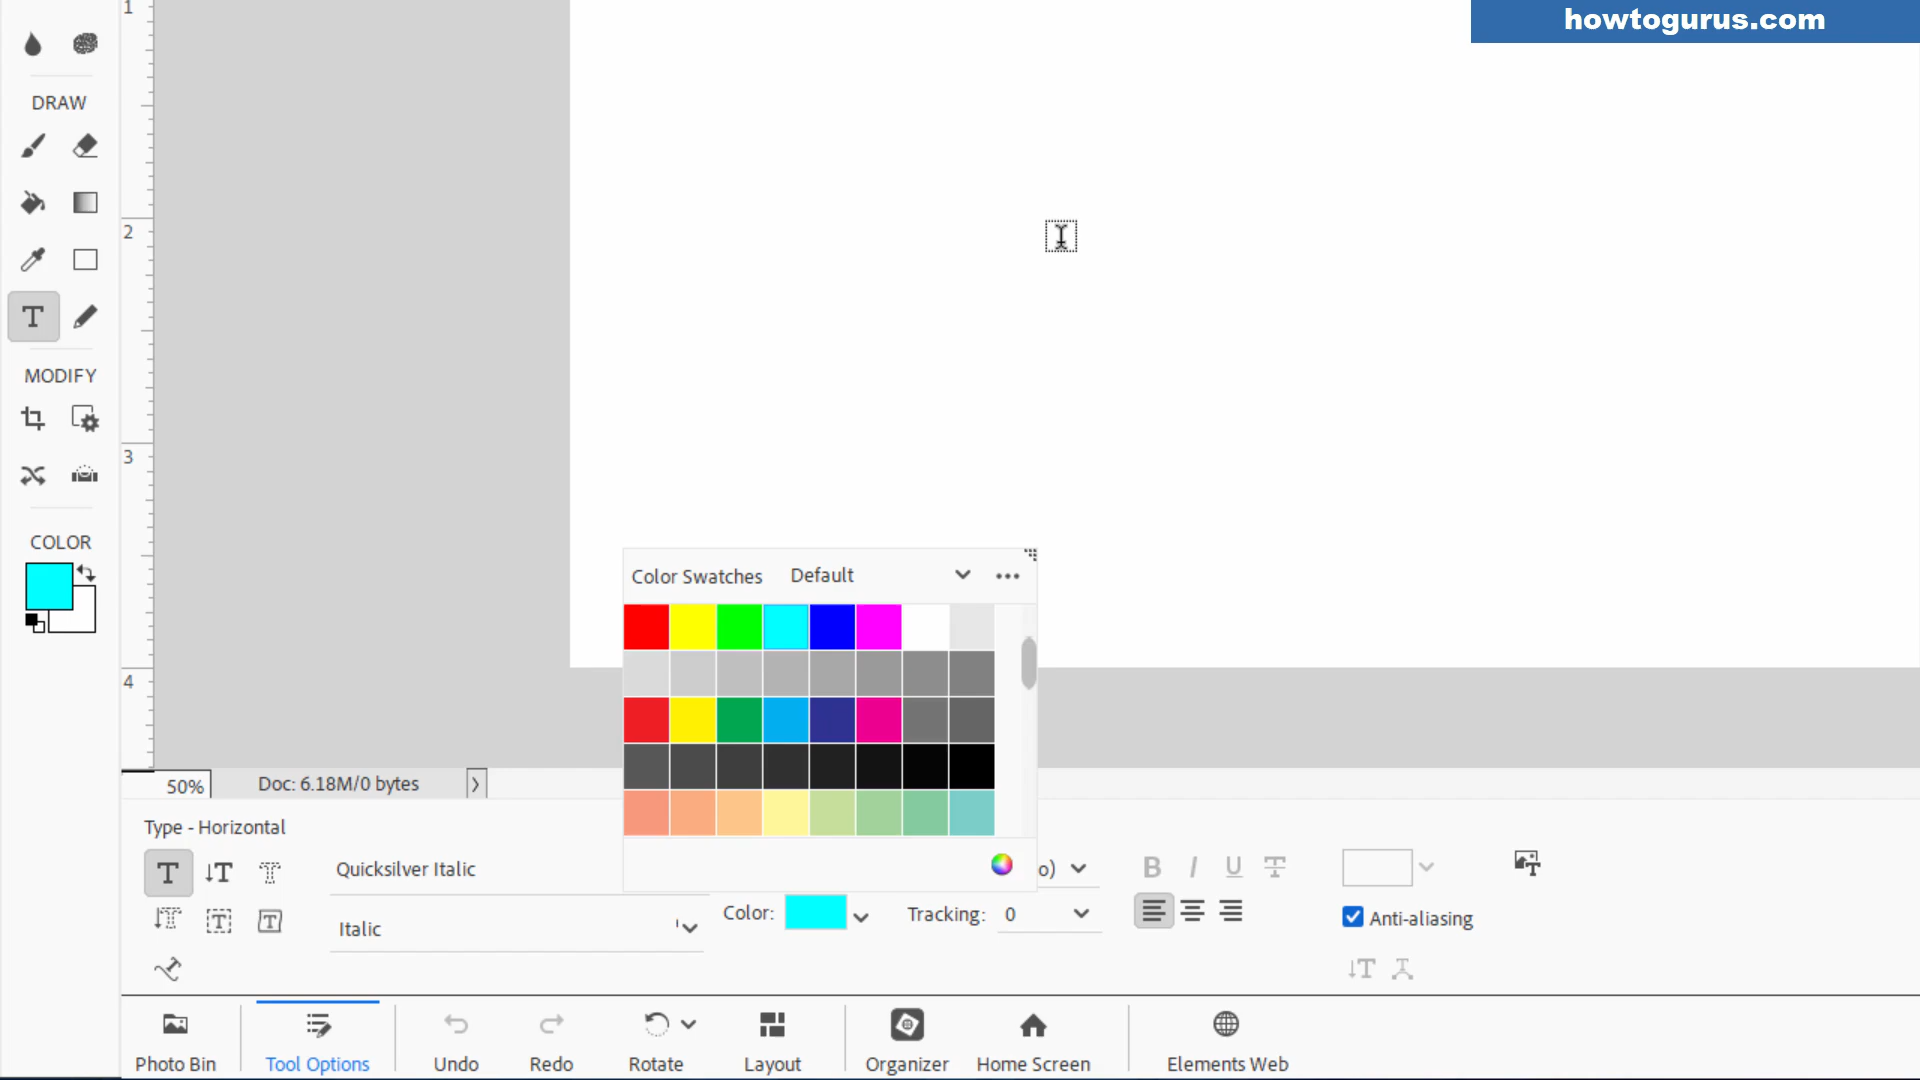 howtogurus.com
1
DRAW
2
T
MODIFY
3
COLOR
Color Swatches Default
4
50% Doc: 6.18M/0 bytes
Type - Horizontal
Quicksilver Italic
o)
B I U T
Color: Tracking: 0
Italic
Anti-aliasing
Photo Bin Tool Options Undo Redo Rotate Layout Organizer Home Screen Elements Web